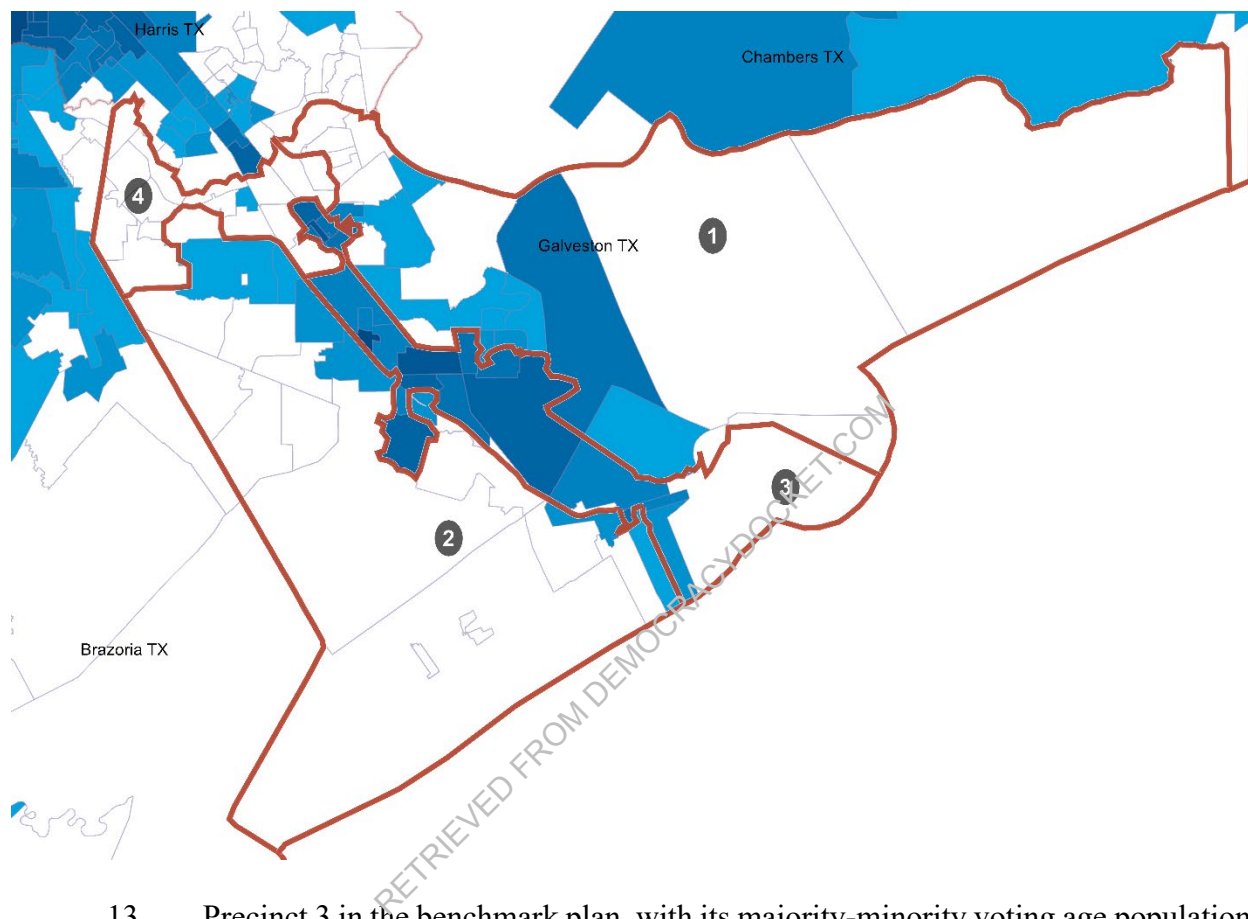 Harris TX
Chambers TX
4
1
Galveston TX
3
2
Brazoria TX
RETRIEVED FROM DEMOCRACYDOCKET.COM
13. Precinct 3 in the benchmark plan, with its majority-minority voting age population